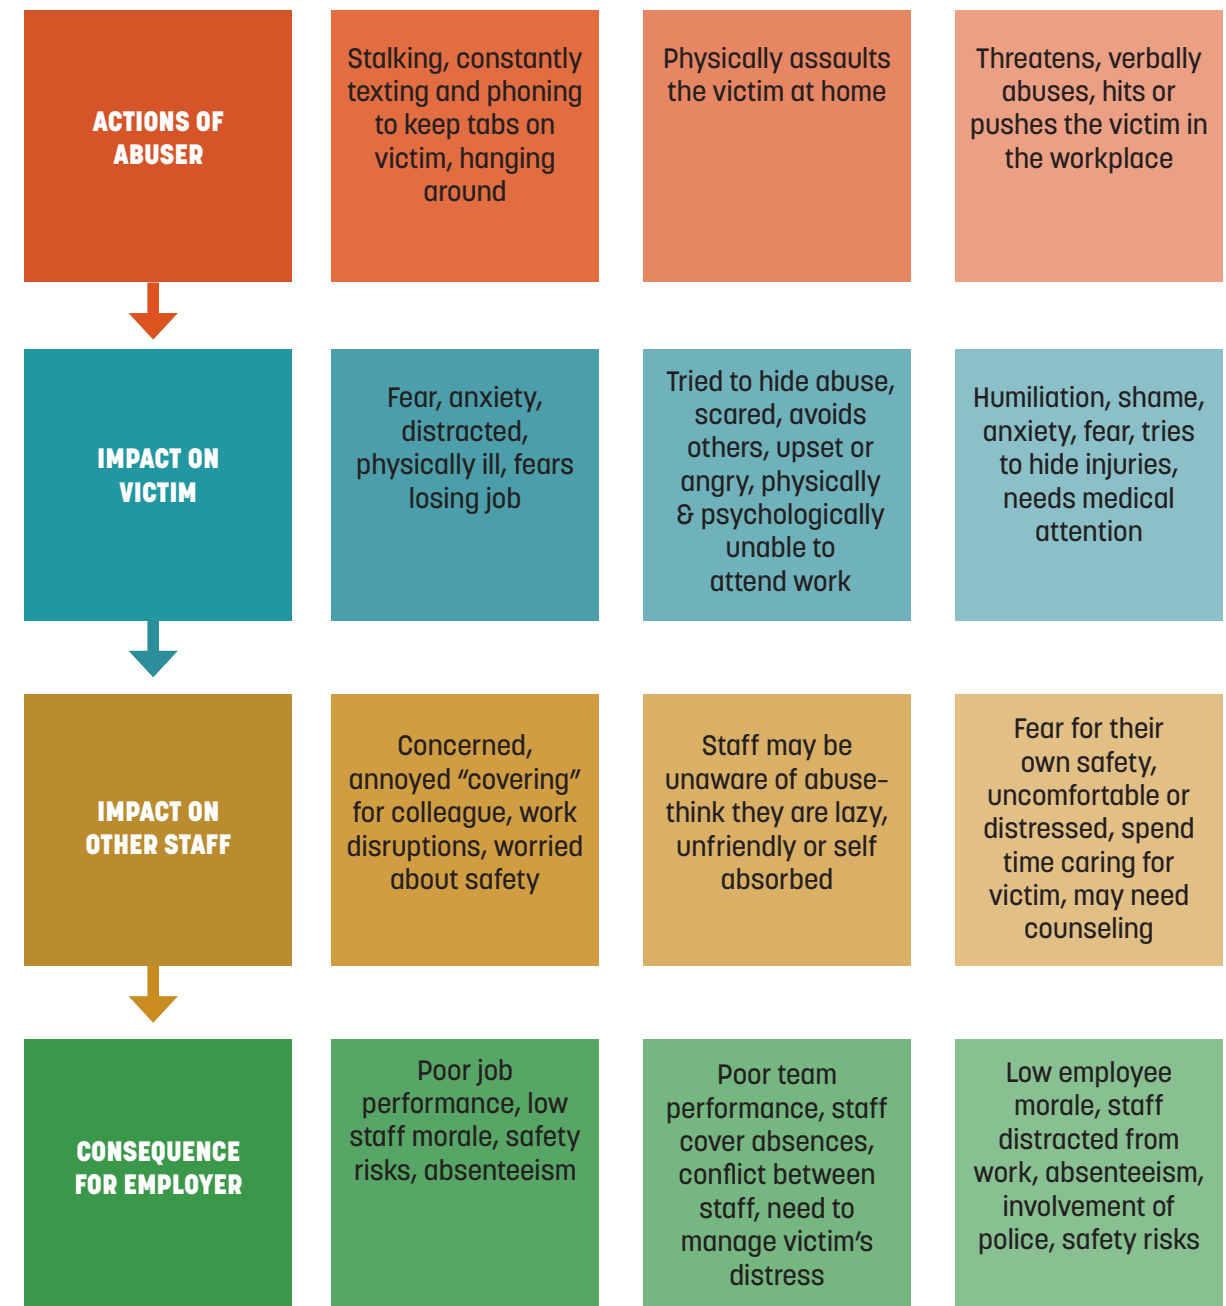 ACTIONS OF
ABUSER
Stalking, constantly
texting and phoning
to keep tabs on
victim, hanging
around
Physically assaults
the victim at home
Threatens, verbally
abuses, hits or
pushes the victim in
the workplace
IMPACT ON
VICTIM
Fear, anxiety,
distracted,
physically ill, fears
losing job
Tried to hide abuse,
scared, avoids
others, upset or
angry, physically
& psychologically
unable to
attend work
Humiliation, shame,
anxiety, fear, tries
to hide injuries,
needs medical
attention
IMPACT ON
OTHER STAFF
Concerned,
annoyed “covering”
for colleague, work
disruptions, worried
about safety
Staff may be
unaware of abuse-
think they are lazy,
unfriendly or self
absorbed
Fear for their
own safety,
uncomfortable or
distressed, spend
time caring for
victim, may need
counseling
CONSEQUENCE
FOR EMPLOYER
Poor job
performance, low
staff morale, safety
risks, absenteeism
Poor team
performance, staff
cover absences,
conflict between
staff, need to
manage victim’s
distress
Low employee
morale, staff
distracted from
work, absenteeism,
involvement of
police, safety risks